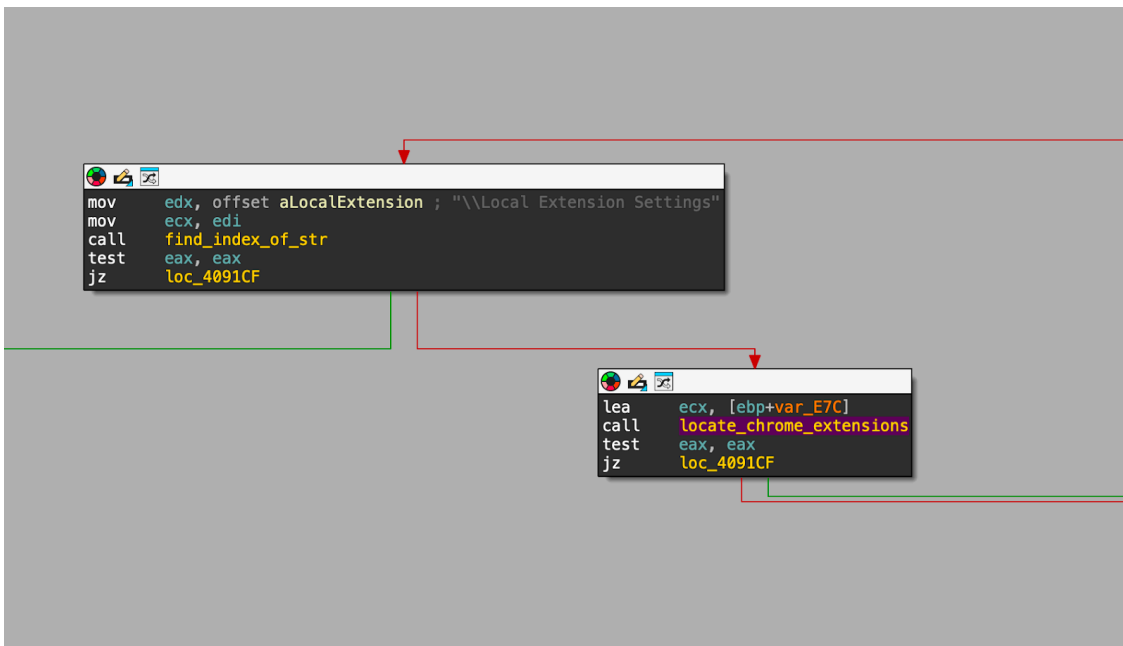 mov edx, offset aLocalExtension ; "\\Local Extension Settings"
mov ecx, edi
call find_index_of_str
test eax, eax
jz loc_4091CF
lea ecx, [ebp+var_E7C]
call locate_chrome_extensions
test eax, eax
jz loc_4091CF